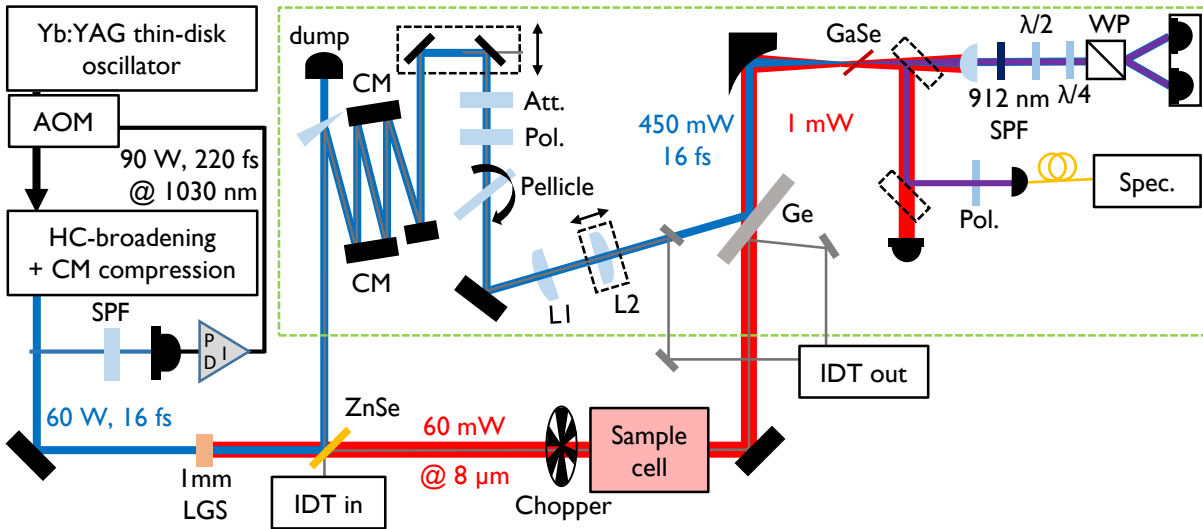 Yb:YAG thin-disk
oscillator
AOM
90 W, 220 fs
@ 1030 nm
HC-broadening
+ CM compression
SPF
P
I
D
60 W, 16 fs
1mm
LGS
ZnSe
IDT in
60 mW
@ 8 µm
Chopper
Sample
cell
IDT out
dump
CM
CM
Att.
Pol.
Pellicle
L1
L2
450 mW
16 fs
1 mW
Ge
GaSe
912 nm
SPF
λ/2
λ/4
WP
Pol.
Spec.